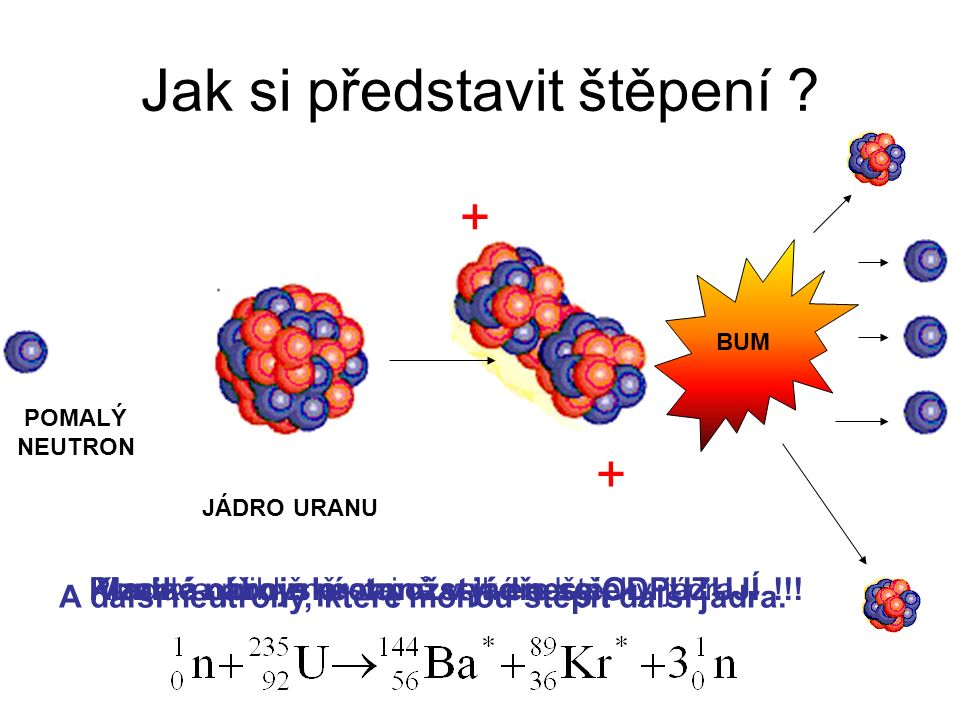 Jak si představit štěpení ?
+
BUM
POMALÝ
NEUTRON
+
JÁDRO URANU
ODPUZUJÍ !!!
A další neutrony, které mohou štěpit další jádra.
¹₀n+²³⁵₉₂U→¹⁴⁴₅₆Ba*+⁸⁹₃₆Kr*+3¹₀n